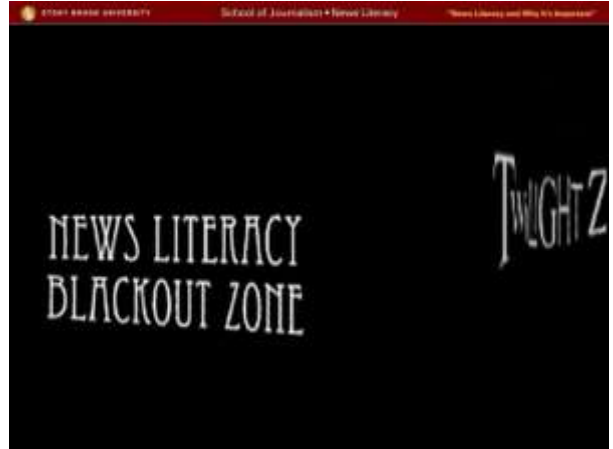 STONY BROOK UNIVERSITY
School of Journalism • News Literacy
"News Literacy and Why It's Important"
NEWS LITERACY
BLACKOUT ZONE
TWILIGHT Z